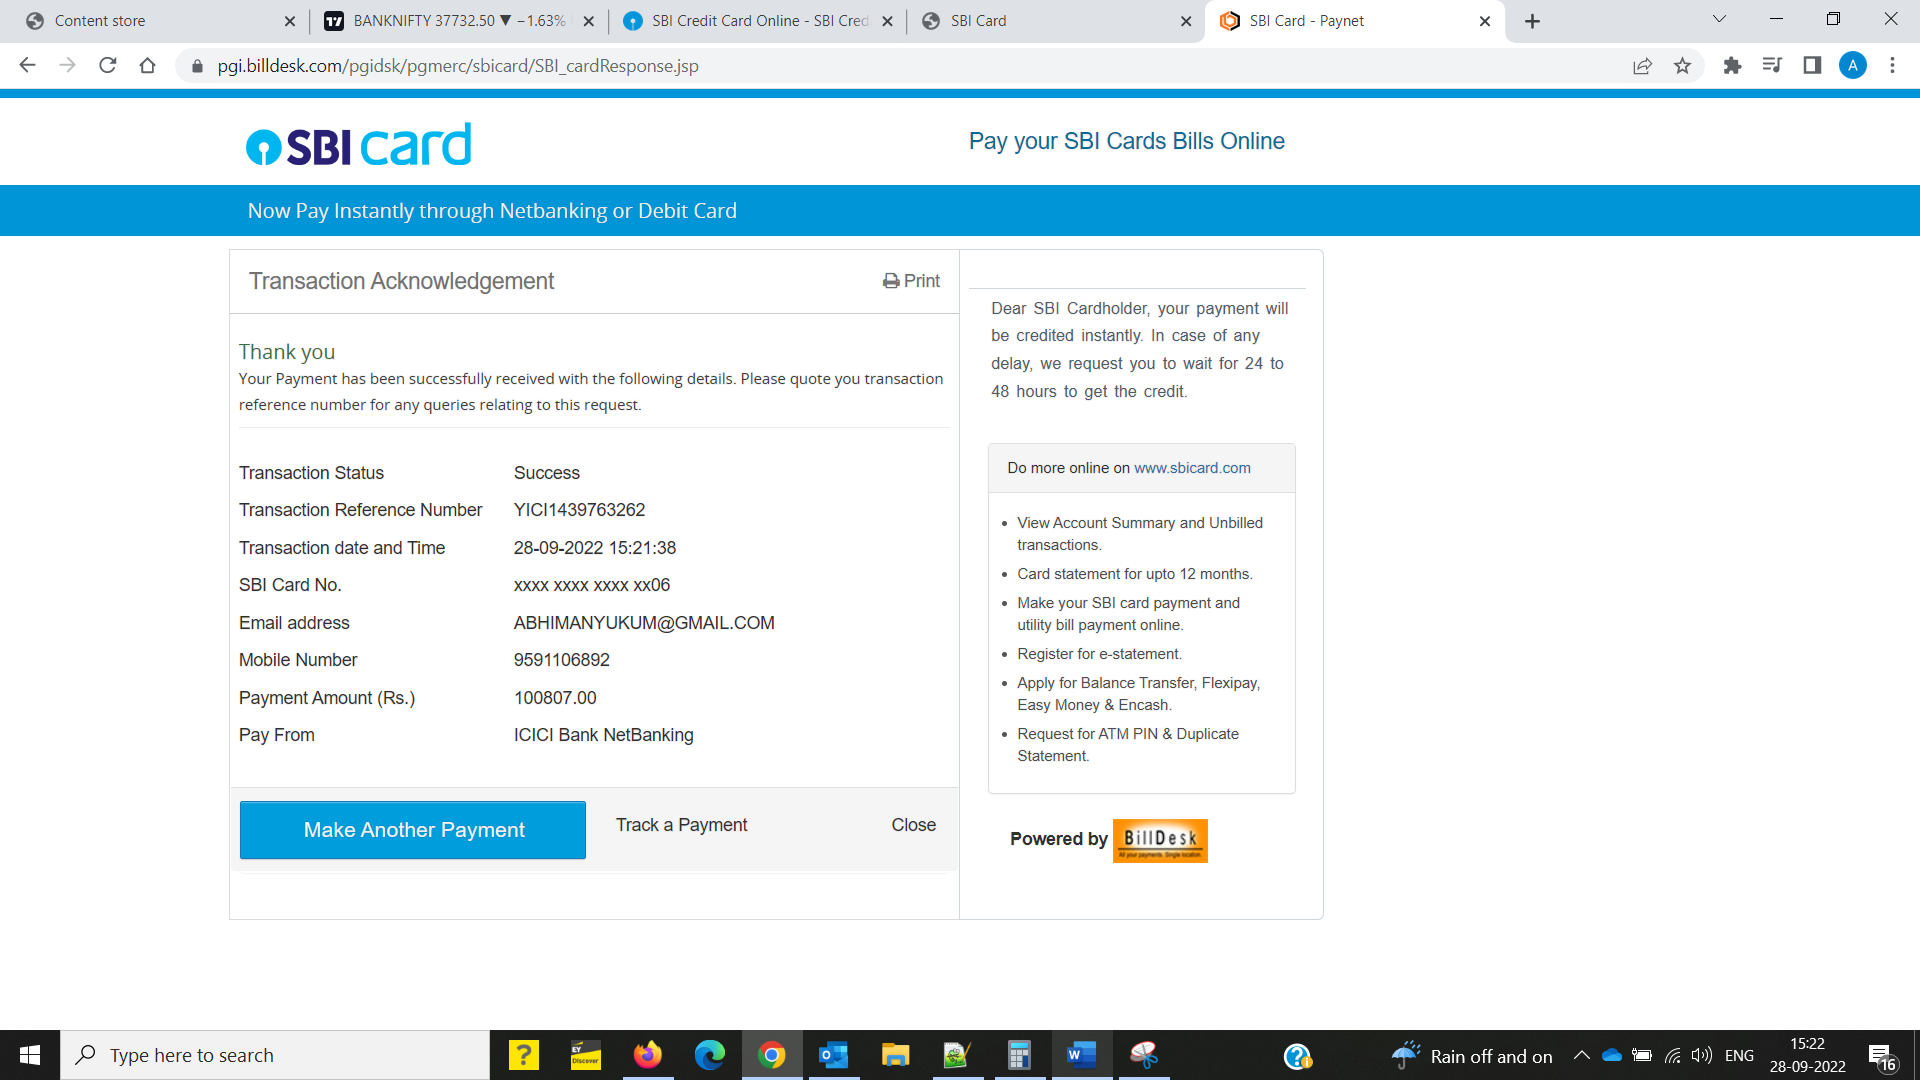 Content store
BANKNIFTY 37732.50 ▼ −1.63%
SBI Credit Card Online - SBI Cred
SBI Card
SBI Card - Paynet
pgi.billdesk.com/pgidsk/pgmerc/sbicard/SBI_cardResponse.jsp
A
SBI card
Pay your SBI Cards Bills Online
Now Pay Instantly through Netbanking or Debit Card
Transaction Acknowledgement
Print
Thank you
Your Payment has been successfully received with the following details. Please quote you transaction
reference number for any queries relating to this request.
Transaction Status Success
Transaction Reference Number YICI1439763262
Transaction date and Time 28-09-2022 15:21:38
SBI Card No. xxxx xxxx xxxx xx06
Email address ABHIMANYUKUM@GMAIL.COM
Mobile Number 9591106892
Payment Amount (Rs.) 100807.00
Pay From ICICI Bank NetBanking
Make Another Payment
Track a Payment
Close
Dear SBI Cardholder, your payment will
be credited instantly. In case of any
delay, we request you to wait for 24 to
48 hours to get the credit.
Do more online on www.sbicard.com
• View Account Summary and Unbilled
transactions.
• Card statement for upto 12 months.
• Make your SBI card payment and
utility bill payment online.
• Register for e-statement.
• Apply for Balance Transfer, Flexipay,
Easy Money & Encash.
• Request for ATM PIN & Duplicate
Statement.
Powered by BillDesk
All your payments. Single location.
Type here to search
EY
Discover
Rain off and on
ENG
15:22
28-09-2022
16